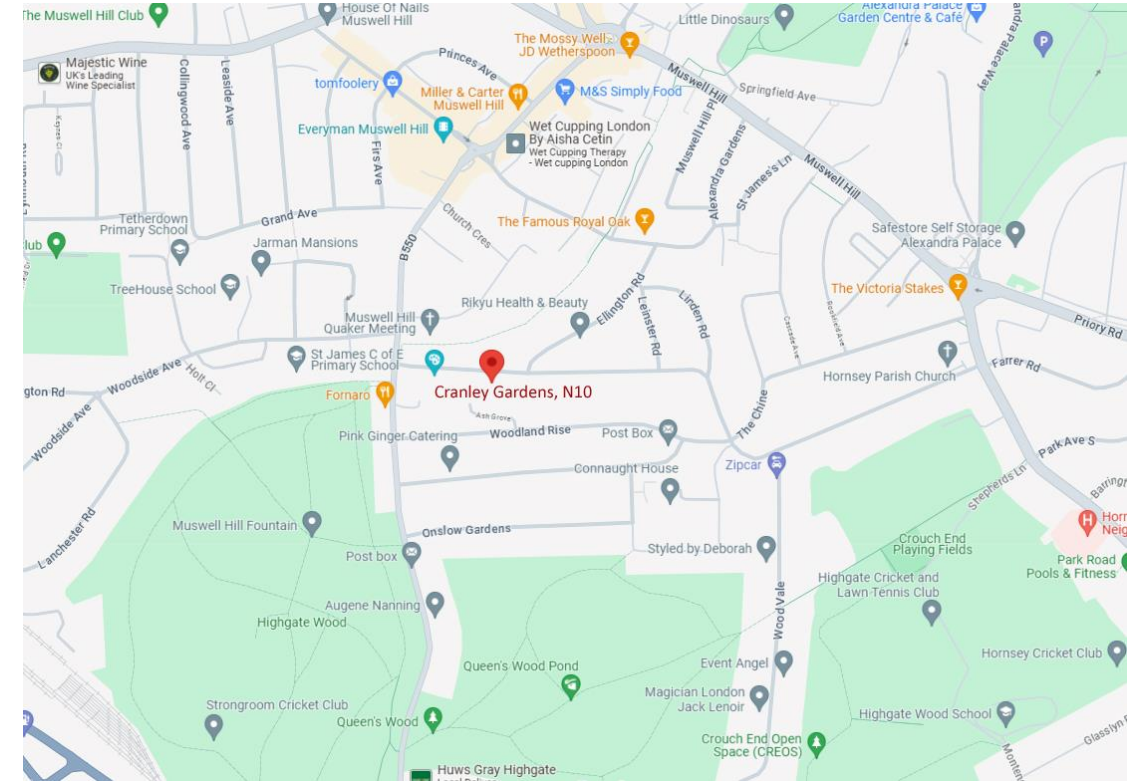 The Muswell Hill Club
House Of Nails
Muswell Hill
Little Dinosaurs
Alexandra Palace
Garden Centre & Café
The Mossy Well,
JD Wetherspoon
Majestic Wine
UK's Leading
Wine Specialist
Collingwood Ave
Leaside Ave
Princes Ave
tomfoolery
Miller & Carter
Muswell Hill
M&S Simply Food
Muswell Hill
Springfield Ave
P
Everyman Muswell Hill
Wet Cupping London
By Aisha Cetin
Wet Cupping Therapy
- Wet cupping London
Firs Ave
Muswell Hill Pl
Alexandra Gardens
St James's Ln
Muswell Hill
Tetherdown
Primary School
Grand Ave
Church Cres
The Famous Royal Oak
Safestore Self Storage
Alexandra Palace
Jarman Mansions
B550
TreeHouse School
Rikyu Health & Beauty
Ellington Rd
Leinster Rd
Linden Rd
The Victoria Stakes
Priory Rd
Muswell Hill
Quaker Meeting
Cascade Ave
Rookfield Ave
St James C of E
Primary School
Woodside Ave
Holt Cl
Hornsey Parish Church
Farrer Rd
Fornaro
Cranley Gardens, N10
Ash Grove
Woodside Ave
Pink Ginger Catering
Woodland Rise
Post Box
The Chine
Connaught House
Zipcar
Park Ave S
Shepherds Ln
Lanchester Rd
Muswell Hill Fountain
Onslow Gardens
Post box
Styled by Deborah
Crouch End
Playing Fields
H
Park Road
Pools & Fitness
Augene Nanning
Highgate Wood
Highgate Cricket and
Lawn Tennis Club
Wood Vale
Queen's Wood Pond
Event Angel
Hornsey Cricket Club
Strongroom Cricket Club
Queen's Wood
Magician London
Jack Lenoir
Highgate Wood School
Crouch End Open
Space (CREOS)
Huws Gray Highgate